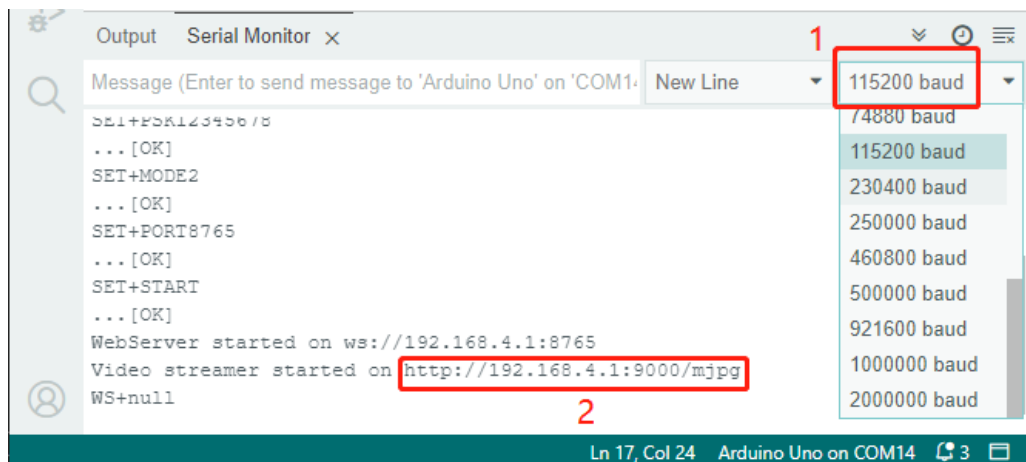 Output Serial Monitor ×
1
Message (Enter to send message to 'Arduino Uno' on 'COM14 New Line 115200 baud
SET+PSK12345678
...[OK]
SET+MODE2
...[OK]
SET+PORT8765
...[OK]
SET+START
...[OK]
WebServer started on ws://192.168.4.1:8765
Video streamer started on http://192.168.4.1:9000/mjpg
WS+null
2
74880 baud
115200 baud
230400 baud
250000 baud
460800 baud
500000 baud
921600 baud
1000000 baud
2000000 baud
Ln 17, Col 24 Arduino Uno on COM14 3